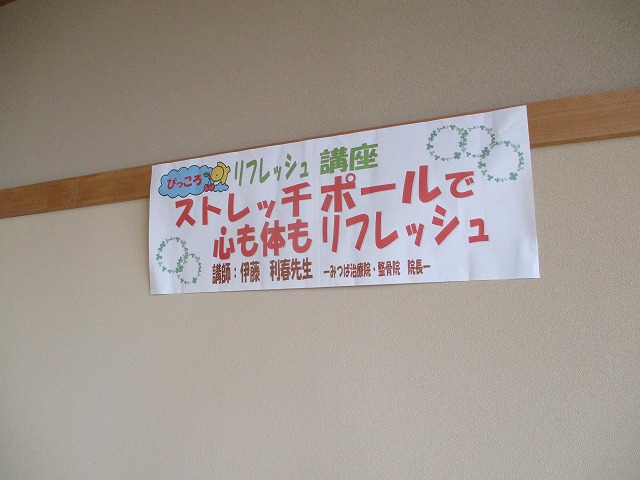 ぴっころ リフレッシュ 講座
ストレッチポールで
心も体もリフレッシュ
講師：伊藤 利春先生 ーみつば治療院・整骨院 院長ー